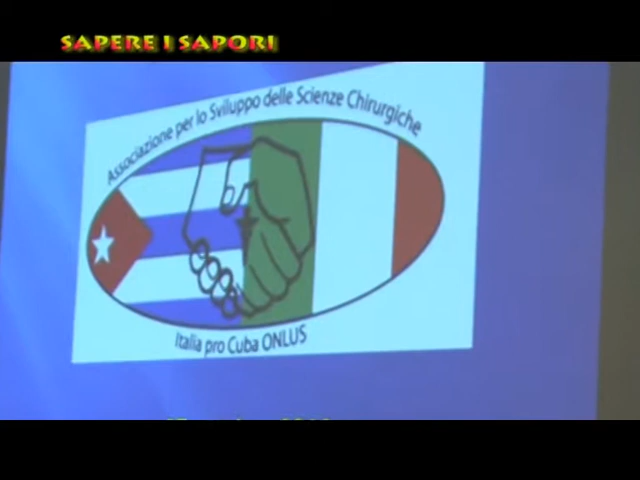 SAPERE I SAPORI
Associazione per lo Sviluppo delle Scienze Chirurgiche
Italia pro Cuba ONLUS